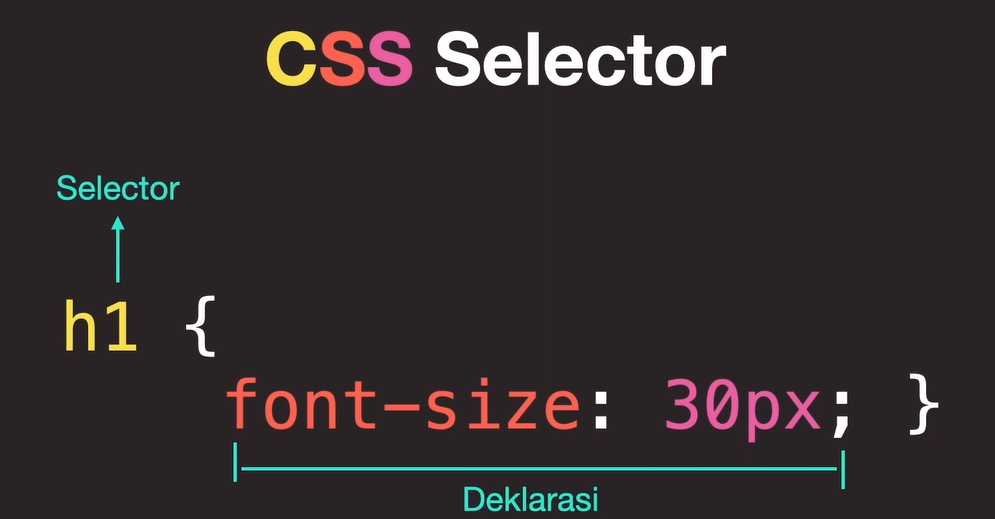 CSS Selector
Selector
h1 {
font-size: 30px; }
Deklarasi